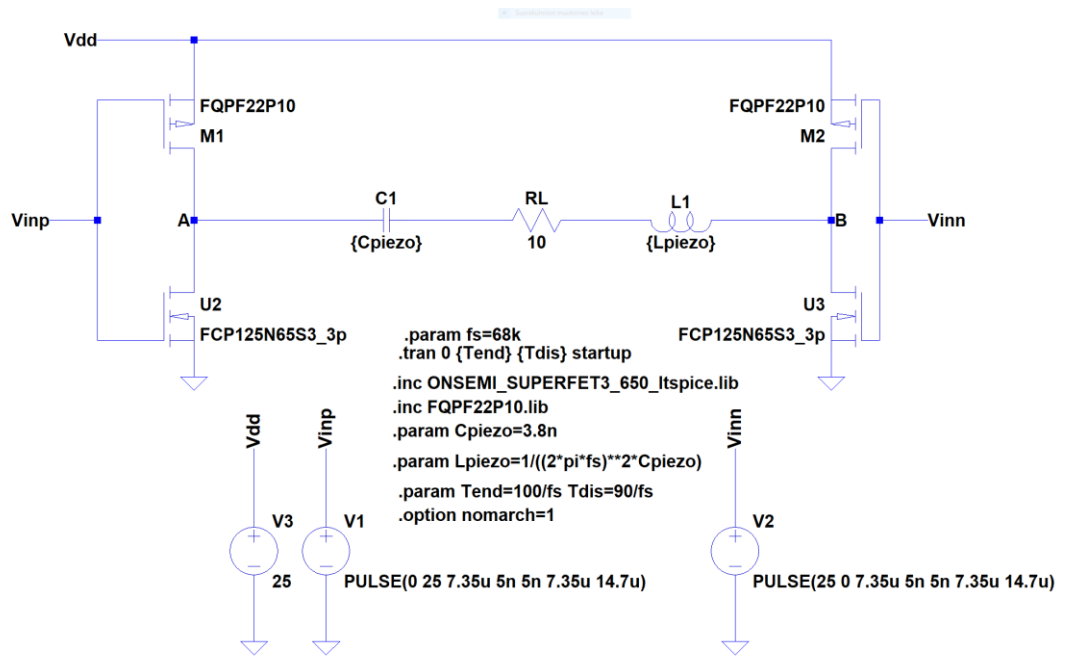 Vdd
FQPF22P10
M1
FQPF22P10
M2
Vinp
A
C1
{Cpiezo}
RL
10
L1
{Lpiezo}
B
Vinn
U2
FCP125N65S3_3p
U3
FCP125N65S3_3p
.param fs=68k
.tran 0 {Tend} {Tdis} startup
.inc ONSEMI_SUPERFET3_650_ltspice.lib
.inc FQPF22P10.lib
.param Cpiezo=3.8n
.param Lpiezo=1/((2*pi*fs)**2*Cpiezo)
.param Tend=100/fs Tdis=90/fs
.option nomarch=1
Vdd
V3
25
Vinp
V1
PULSE(0 25 7.35u 5n 5n 7.35u 14.7u)
Vinn
V2
PULSE(25 0 7.35u 5n 5n 7.35u 14.7u)